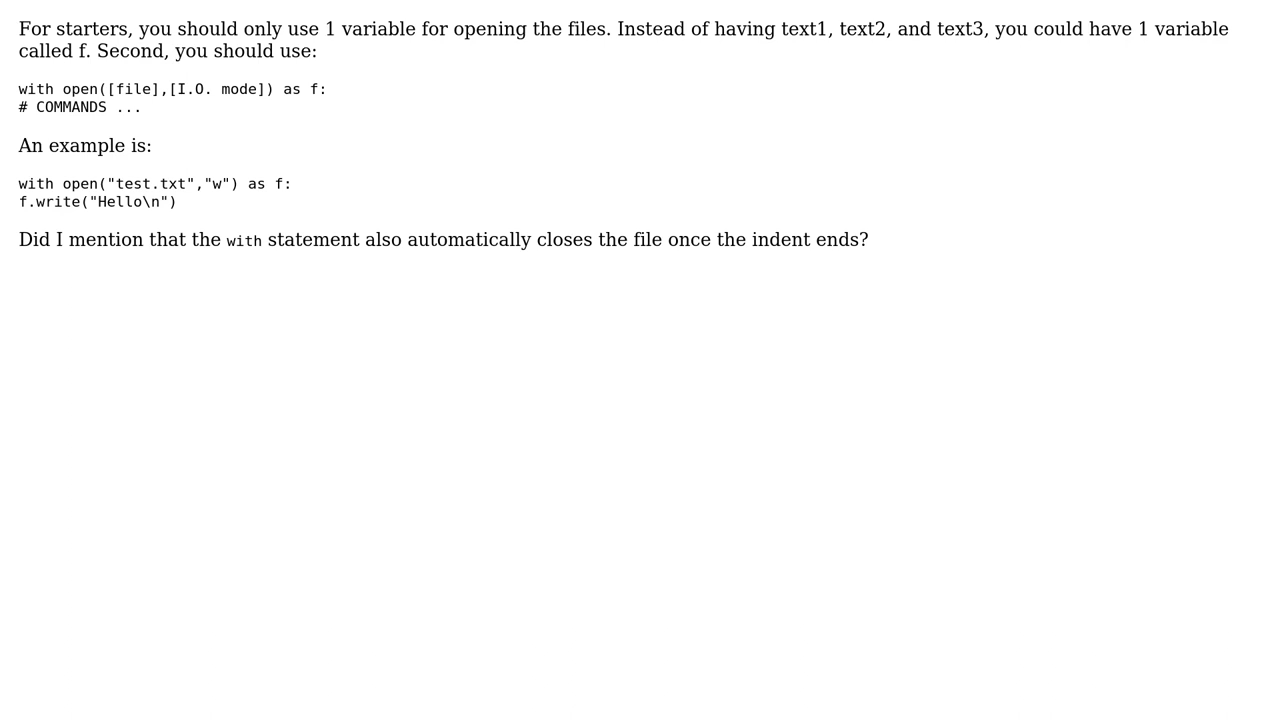 For starters, you should only use 1 variable for opening the files. Instead of having text1, text2, and text3, you could have 1 variable
called f. Second, you should use:
with open([file],[I.O. mode]) as f:
# COMMANDS ...
An example is:
with open("test.txt","w") as f:
f.write("Hello\n")
Did I mention that the with statement also automatically closes the file once the indent ends?